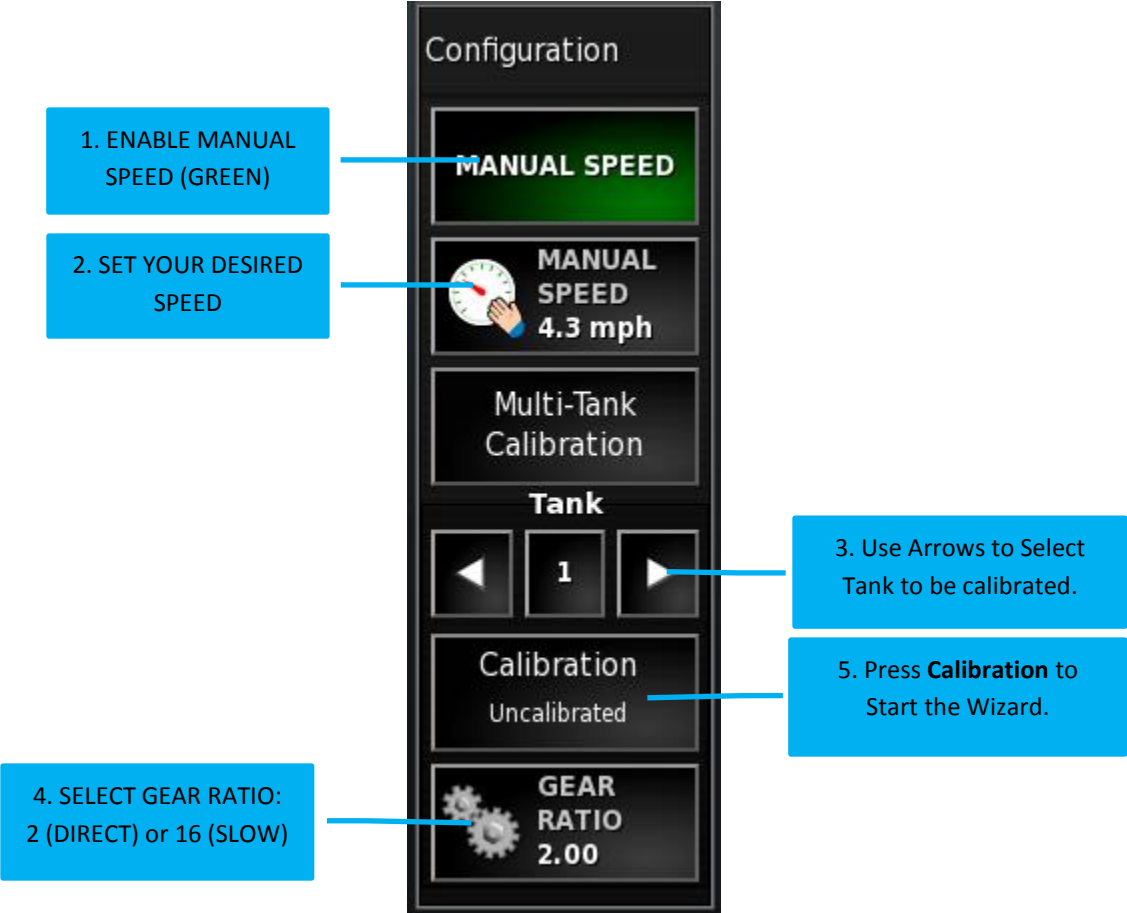 Configuration
1. ENABLE MANUAL
SPEED (GREEN)
MANUAL SPEED
2. SET YOUR DESIRED
SPEED
MANUAL
SPEED
4.3 mph
Multi-Tank
Calibration
Tank
1
3. Use Arrows to Select
Tank to be calibrated.
Calibration
Uncalibrated
5. Press Calibration to
Start the Wizard.
4. SELECT GEAR RATIO:
2 (DIRECT) or 16 (SLOW)
GEAR
RATIO
2.00